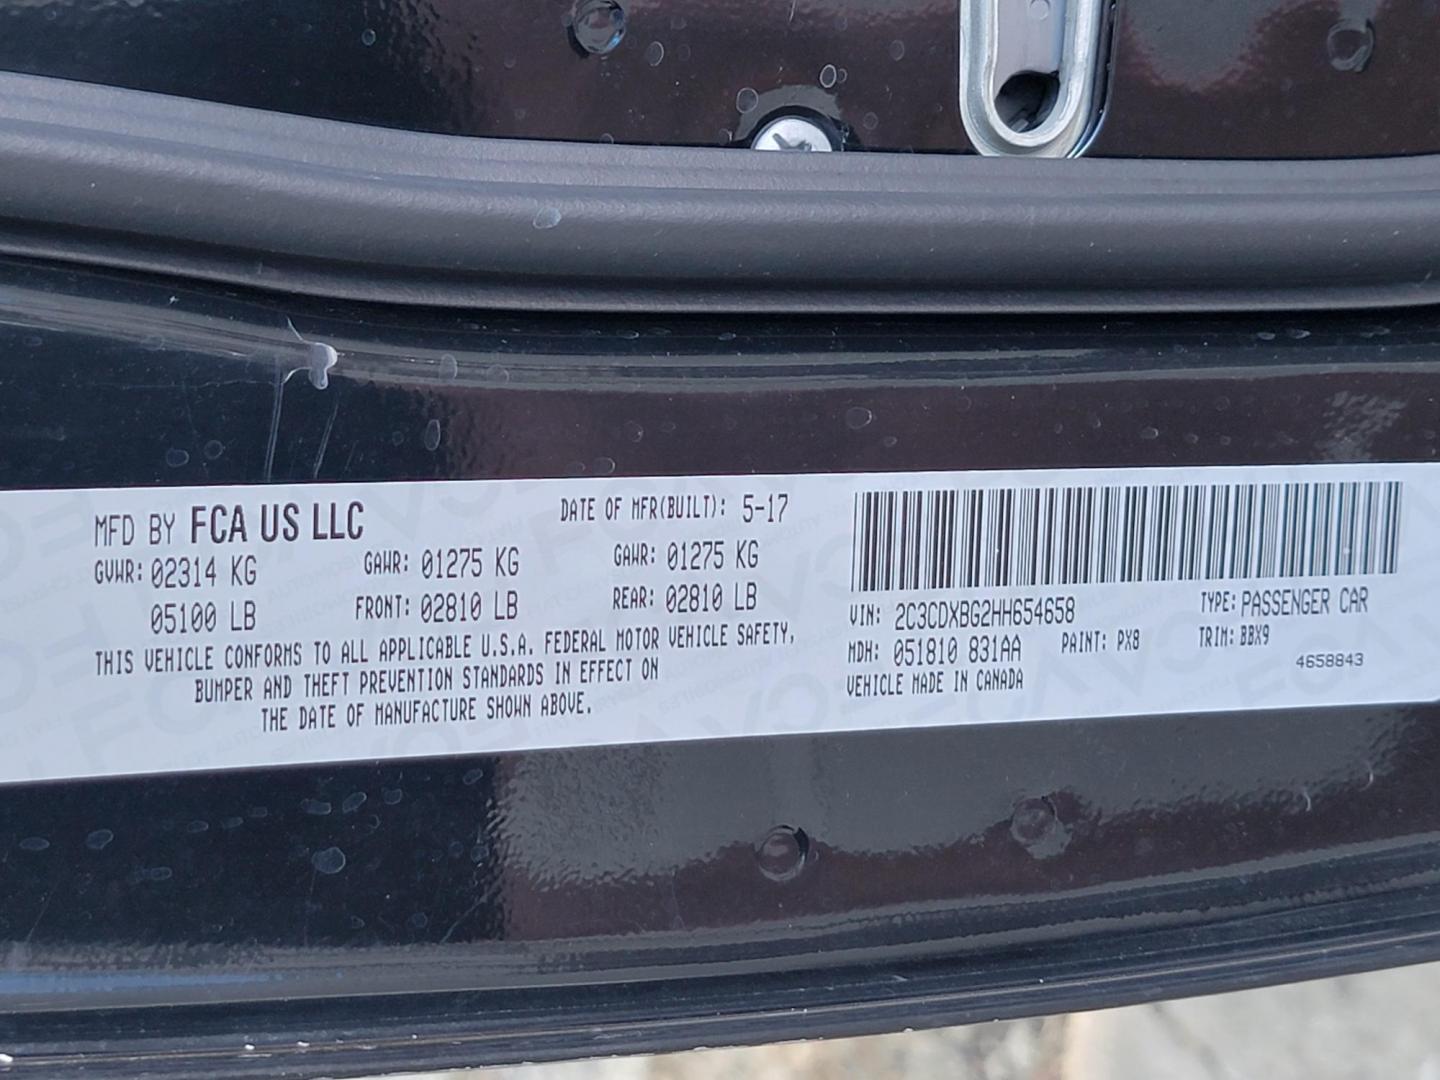 MFD BY FCA US LLC DATE OF MFR(BUILT): 5-17
GVWR: 02314 KG GAWR: 01275 KG GAWR: 01275 KG
05100 LB FRONT: 02810 LB REAR: 02810 LB
THIS VEHICLE CONFORMS TO ALL APPLICABLE U.S.A. FEDERAL MOTOR VEHICLE SAFETY,
BUMPER AND THEFT PREVENTION STANDARDS IN EFFECT ON
THE DATE OF MANUFACTURE SHOWN ABOVE.
VIN: 2C3CDXBG2HH654658 TYPE: PASSENGER CAR
MDH: 051810 831AA PAINT: PX8 TRIM: BBX9
VEHICLE MADE IN CANADA 4658843